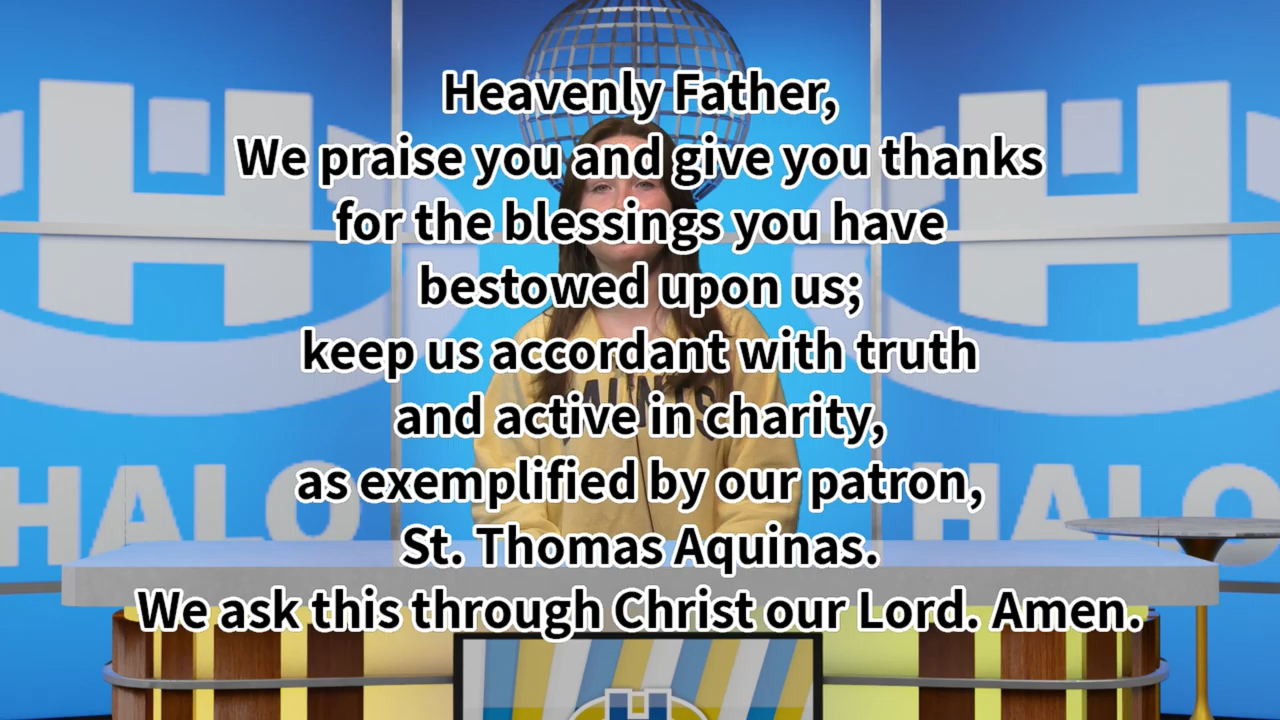 Heavenly Father,
We praise you and give you thanks
for the blessings you have
bestowed upon us;
keep us accordant with truth
and active in charity,
as exemplified by our patron,
St. Thomas Aquinas.
We ask this through Christ our Lord. Amen.
H
H
SAINTS
HALO
HALO
H